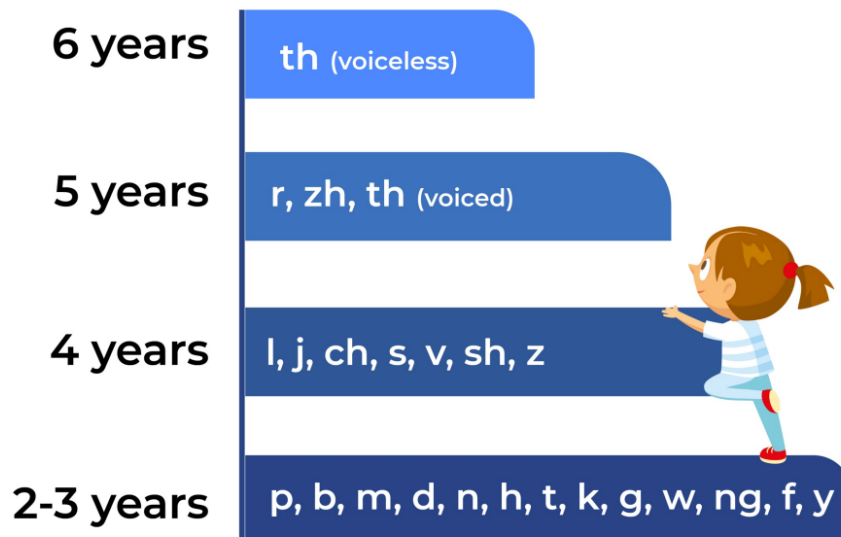 6 years
th (voiceless)
5 years
r, zh, th (voiced)
4 years
l, j, ch, s, v, sh, z
2-3 years
p, b, m, d, n, h, t, k, g, w, ng, f, y